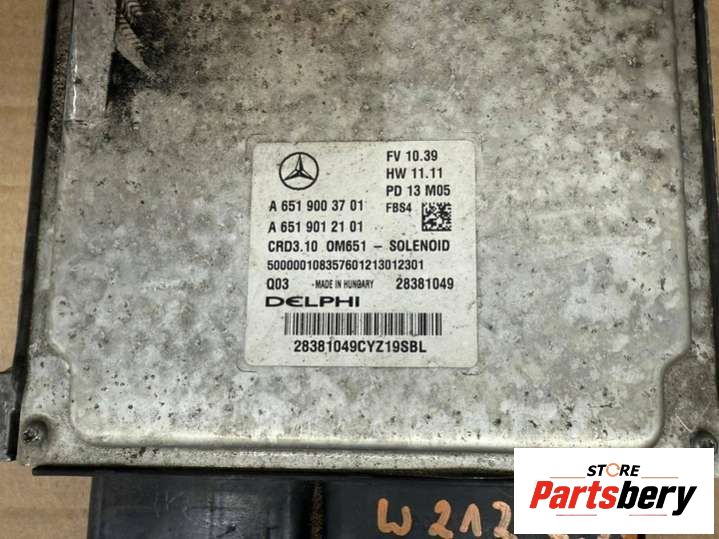 FV 10.39
HW 11.11
PD 13 M05
A 651 900 37 01
FBS4
A 651 901 21 01
CRD3.10 OM651 - SOLENOID
500000108357601213012301
Q03 -MADE IN HUNGARY 28381049
DELPHI
28381049CYZ19SBL
W212
STORE
Partsbery